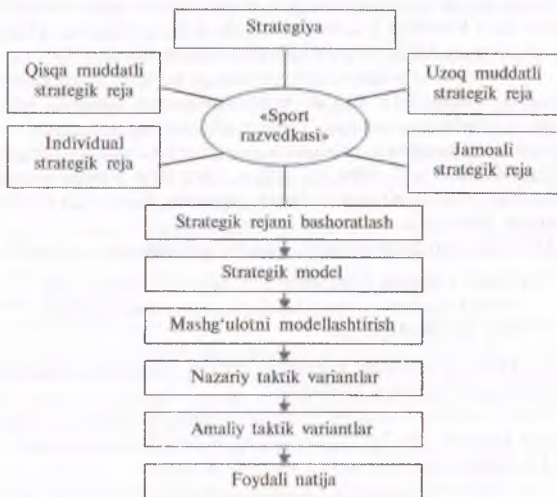 Strategiya
Qisqa muddatli
strategik reja
Uzoq muddatli
strategik reja
«Sport
razvedkasi»
Individual
strategik reja
Jamoali
strategik reja
Strategik rejani bashoratlash
Strategik model
Mashg‘ulotni modellashtirish
Nazariy taktik variantlar
Amaliy taktik variantlar
Foydali natija